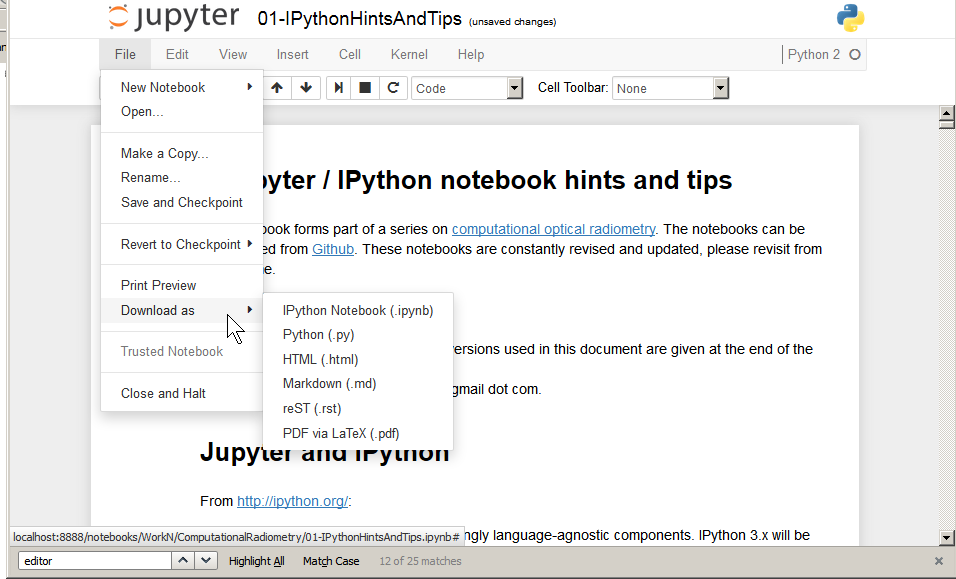 jupyter 01-IPythonHintsAndTips (unsaved changes)
File Edit View Insert Cell Kernel Help Python 2
Code Cell Toolbar: None
New Notebook
Open...
Make a Copy...
Rename...
Save and Checkpoint
Revert to Checkpoint
Print Preview
Download as
Trusted Notebook
Close and Halt
IPython Notebook (.ipynb)
Python (.py)
HTML (.html)
Markdown (.md)
reST (.rst)
PDF via LaTeX (.pdf)
/ IPython notebook hints and tips
forms part of a series on computational optical radiometry. The notebooks can be
from Github. These notebooks are constantly revised and updated, please revisit from
used in this document are given at the end of the
gmail dot com.
Jupyter and IPython
From http://ipython.org/:
language-agnostic components. IPython 3.x will be
localhost:8888/notebooks/WorkN/ComputationalRadiometry/01-IPythonHintsAndTips.ipynb#
editor Highlight All Match Case 12 of 25 matches